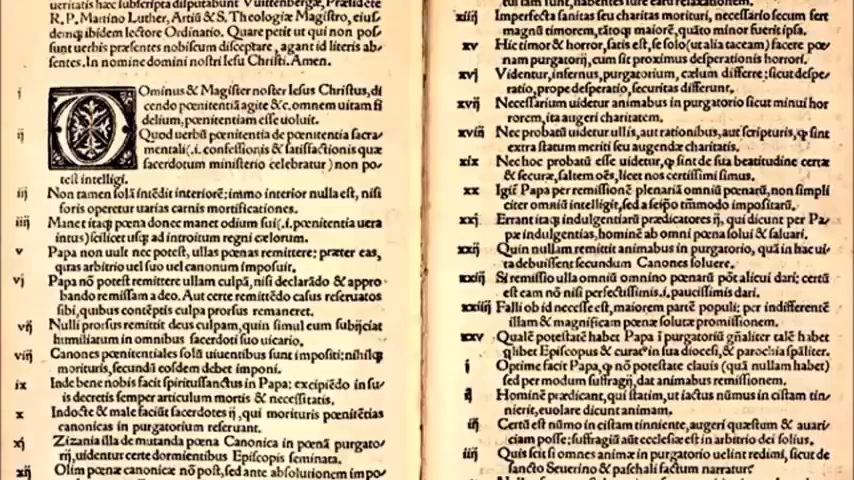 ueritatis hæc subscripta disputabunt Vuittenbergæ, Præside
R. P. Martino Luther, Artiũ & S. Theologiæ Magistro, eius-
demq; ibidem lectore Ordinario. Quare petit ut qui non pos-
sunt uerbis præsentes nobiscum disceptare, agant id literis ab-
sentes. In nomine domini nostri Iesu Christi. Amen.
i DOminus & Magister noster Iesus Christus, di
cendo pœnitentiã agite &c. omnem uitam fi
delium, pœnitentiam esse uoluit.
ij Quod uerbũ pœnitentia de pœnitentia sacra-
mentali (.i. confessionis & satisfactionis quæ
sacerdotum ministerio celebratur) non po-
test intelligi.
iij Non tamen solã intẽdit interiorẽ: immo interior nulla est, nisi
foris operetur uarias carnis mortificationes.
iiij Manet itaq; pœna donec manet odium sui (.i. pœnitentia uera
intus) scilicet usq; ad introitum regni cælorum.
v Papa non uult nec potest, ullas pœnas remittere: præter eas,
quas arbitrio uel suo uel canonum imposuit.
vj Papa nõ potest remittere ullam culpã, nisi declarãdo & appro
bando remissam a deo. Aut certe remittẽdo casus reseruatos
sibi, quibus contẽptis culpa prorsus remaneret.
vij Nulli prorsus remittit deus culpam, quin simul eum subijciat
humiliatum in omnibus sacerdoti suo uicario.
viij Canones pœnitentiales solũ uiuentibus sunt impositi: nihilq;
morituris, secundũ eosdem debet imponi.
ix Inde bene nobis facit spiritussanctus in Papa: excipiẽdo in su/
is decretis semper articulum mortis & necessitatis.
x Indocte & male faciũt sacerdotes ij, qui morituris pœnitẽtias
canonicas in purgatorium reseruant.
xj Zizania illa de mutanda pœna Canonica in pœnã purgato/
rij, uidentur certe dormientibus Episcopis seminata.
xij Olim pœnæ canonicæ nõ post, sed ante absolutionem impo/
xiiij Imperfecta sanitas seu charitas morituri, necessario secum fert
magnũ timorem, tãtoq; maiorẽ, quãto minor fuerit ipsa.
xv Hic timor & horror, satis est, se solo (ut alia taceam) facere pœ/
nam purgatorij, cum sit proximus desperationis horrori.
xvj Videntur, infernus, purgatorium, cælum differre: sicut despe/
ratio, prope desperatio, securitas differunt.
xvij Necessarium uidetur animabus in purgatorio sicut minui hor
rorem, ita augeri charitatem.
xviij Nec probatũ uidetur ullis, aut rationibus, aut scripturis, q sint
extra statum meriti seu augendæ charitatis.
xix Nec hoc probatũ esse uidetur, q sint de sua beatitudine certæ
& securæ, saltem oẽs, licet nos certissimi simus.
xx Igit Papa per remissionẽ plenariã omniũ pœnarũ, non simpli
citer omniũ intelligit, sed a seipõ tmmodo impositarũ.
xxj Errant itaq; indulgentiarũ prædicatores ij, qui dicunt per Pa/
pæ indulgentias, hominẽ ab omni pœna solui & saluari.
xxij Quin nullam remittit animabus in purgatorio, quã in hac ui/
ta debuissent secundum Canones soluere.
xxiij Si remissio ulla omniũ omnino pœnarũ põt alicui dari: certũ
est eam nõ nisi perfectissimis .i. paucissimis dari.
xxiiij Falli ob id necesse est, maiorem partẽ populi: per indifferentẽ
illam & magnificam pœnæ solutæ promissionem.
xxv Qualẽ potestatẽ habet Papa ĩ purgatoriũ gñaliter talẽ habet
qlibet Episcopus & curatus in sua diocesi, & parochia spãliter.
i Optime facit Papa, q nõ potestate clauis (quã nullam habet)
sed per modum suffragij, dat animabus remissionem.
ij Hominẽ prædicant, qui statim, ut iactus nũmus in cistam tin/
nierit, euolare dicunt animam.
iij Certũ est nũmo in cistam tinniente, augeri quæstum & auari/
ciam posse: suffragiũ aũt ecclesiæ est in arbitrio dei solius.
iiij Quis scit si omnes animæ in purgatorio uelint redimi, sicut de
sancto Seuerino & paschali factum narratur